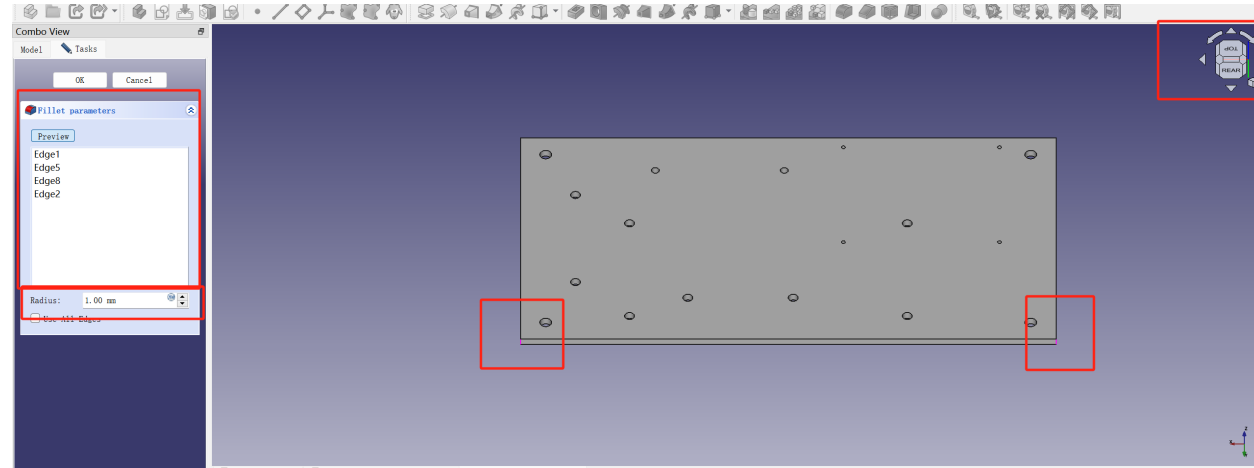 Combo View
Model Tasks
OK Cancel
Fillet parameters
Preview
Edge1
Edge5
Edge8
Edge2
Radius: 1.00 mm
Use All Edges
TOP
REAR
z